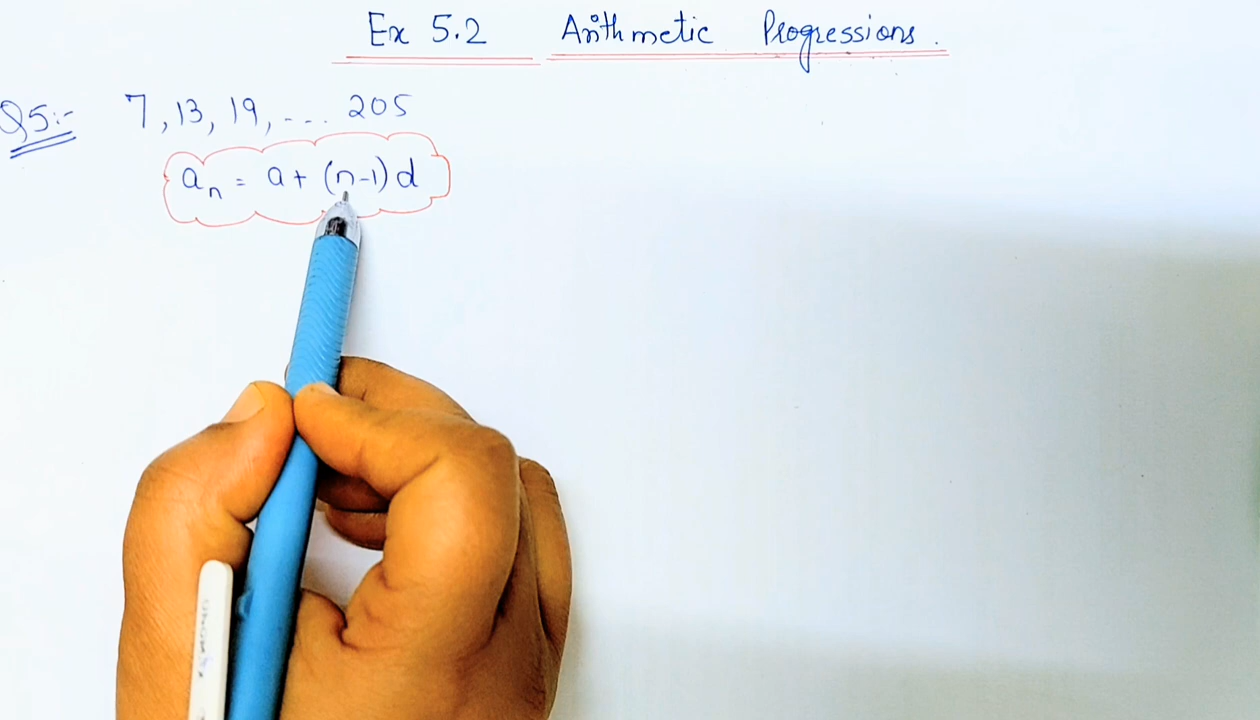 Ex 5.2 Arithmetic Progressions.
Q5:- 7, 13, 19, --- 205
an = a + (n-1) d